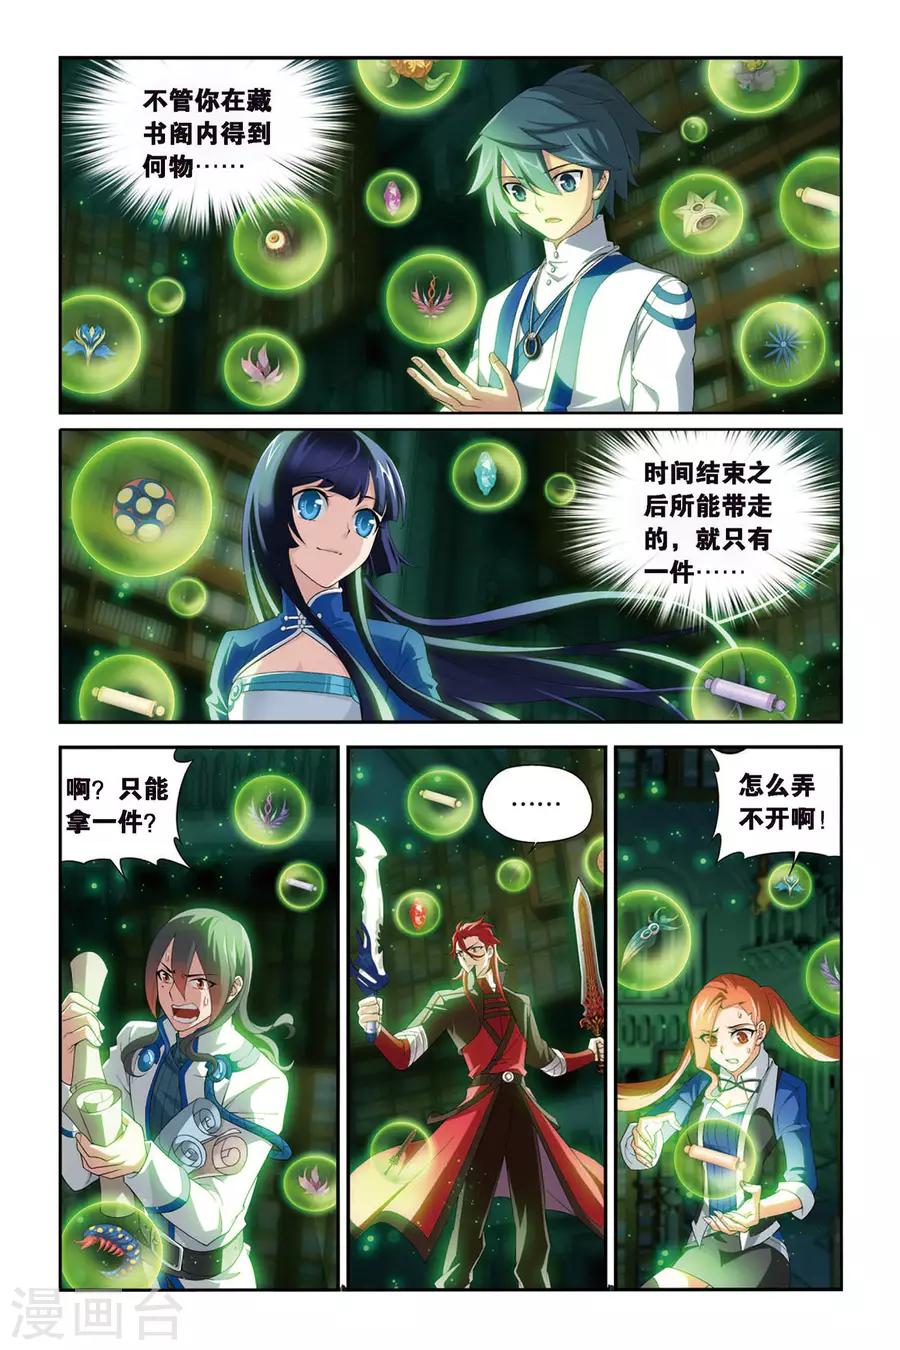 不管你在藏
书阁内得到
何物……
时间结束之
后所能带走
的，就只有
一件……
啊？只能
拿一件？
……
怎么弄
不开啊！
漫画台